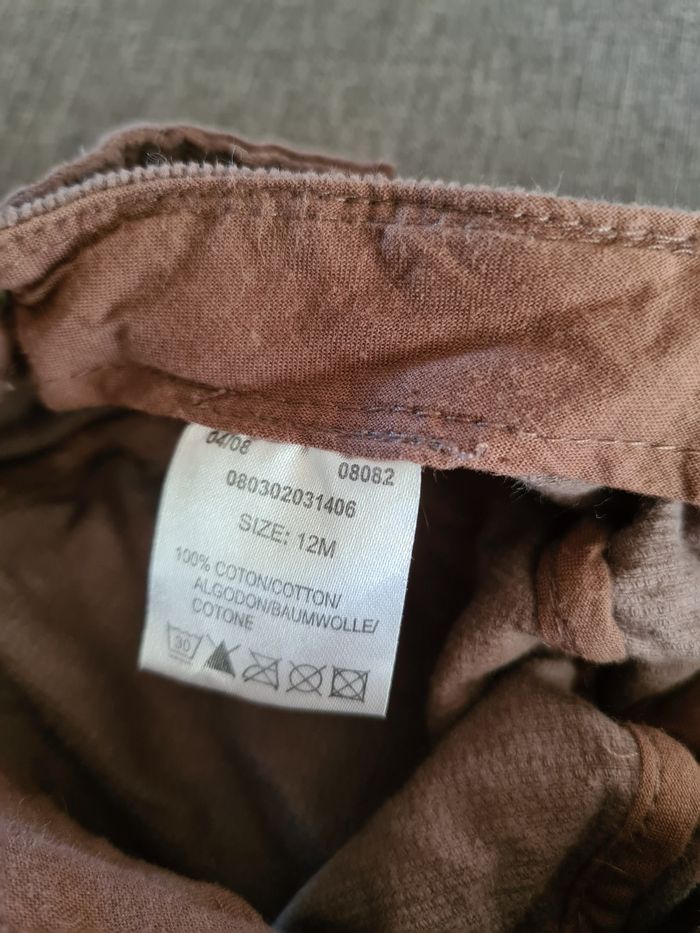 04/08 08082
080302031406
SIZE: 12M
100% COTON/COTTON/
ALGODON/BAUMWOLLE/
COTONE
30